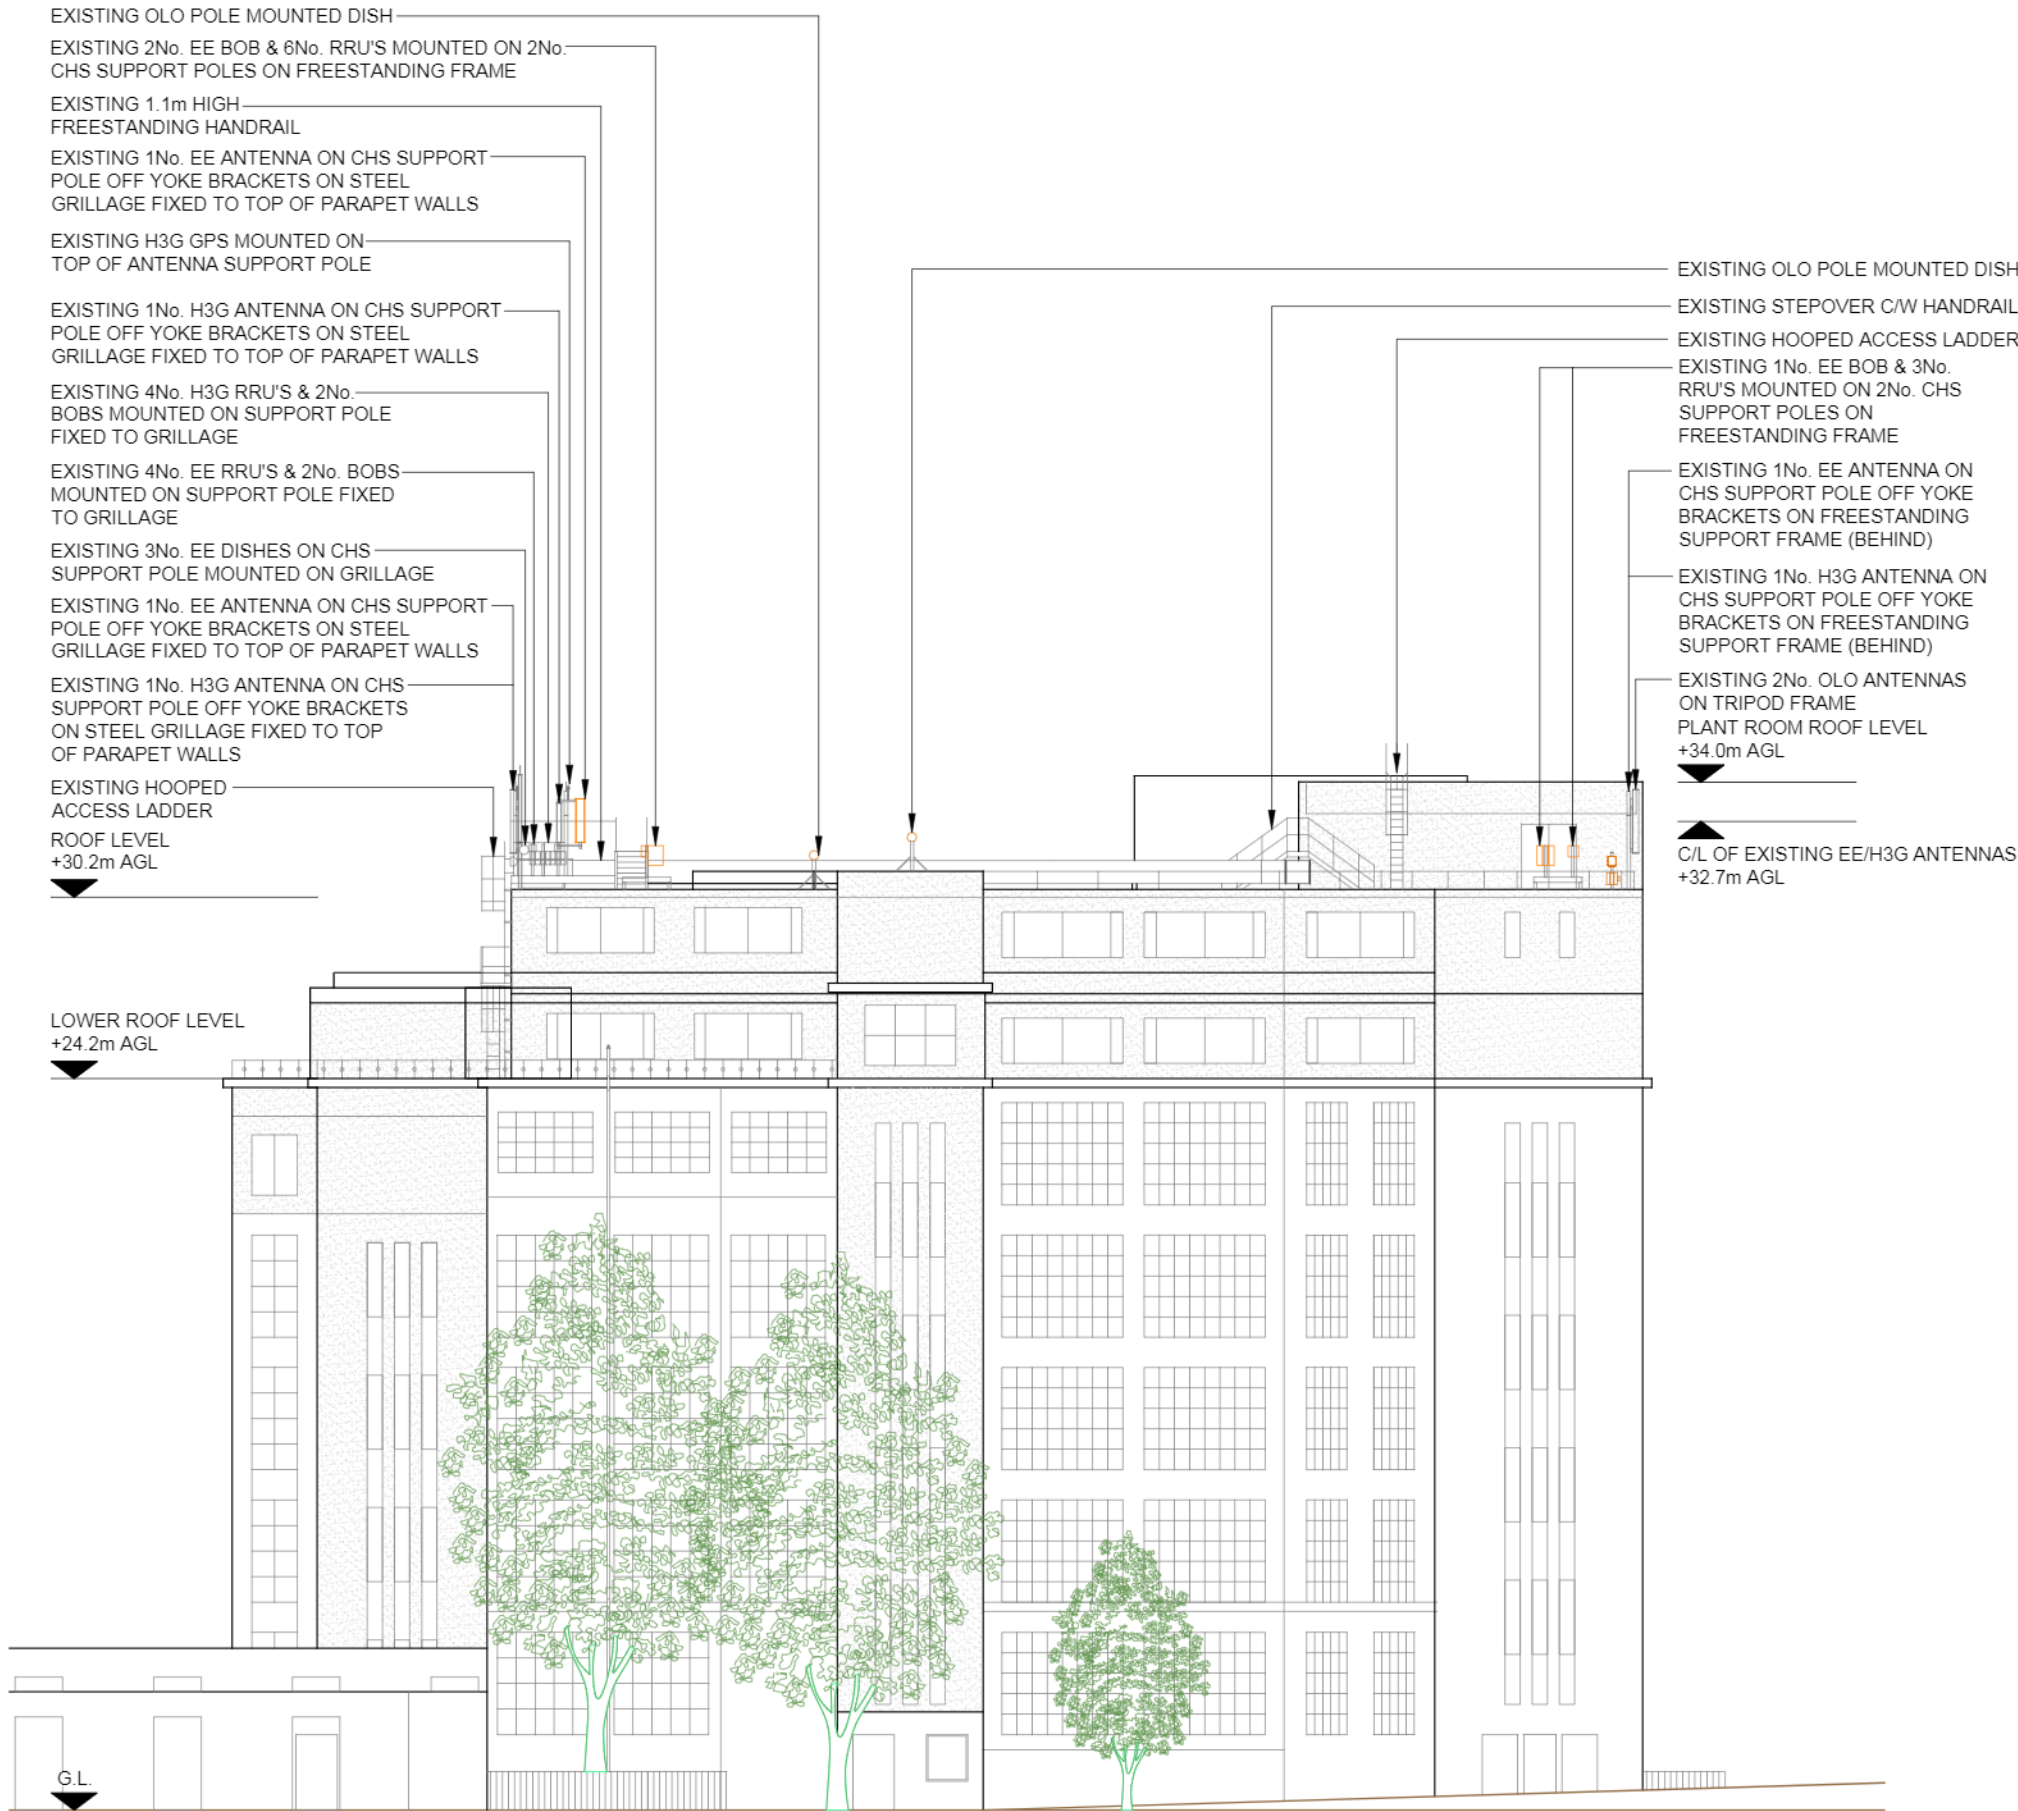 EXISTING OLO POLE MOUNTED DISH
EXISTING 2No. EE BOB & 6No. RRU'S MOUNTED ON 2No.
CHS SUPPORT POLES ON FREESTANDING FRAME
EXISTING 1.1m HIGH
FREESTANDING HANDRAIL
EXISTING 1No. EE ANTENNA ON CHS SUPPORT
POLE OFF YOKE BRACKETS ON STEEL
GRILLAGE FIXED TO TOP OF PARAPET WALLS
EXISTING H3G GPS MOUNTED ON
TOP OF ANTENNA SUPPORT POLE
EXISTING 1No. H3G ANTENNA ON CHS SUPPORT
POLE OFF YOKE BRACKETS ON STEEL
GRILLAGE FIXED TO TOP OF PARAPET WALLS
EXISTING 4No. H3G RRU'S & 2No.
BOBS MOUNTED ON SUPPORT POLE
FIXED TO GRILLAGE
EXISTING 4No. EE RRU'S & 2No. BOBS
MOUNTED ON SUPPORT POLE FIXED
TO GRILLAGE
EXISTING 3No. EE DISHES ON CHS
SUPPORT POLE MOUNTED ON GRILLAGE
EXISTING 1No. EE ANTENNA ON CHS SUPPORT
POLE OFF YOKE BRACKETS ON STEEL
GRILLAGE FIXED TO TOP OF PARAPET WALLS
EXISTING 1No. H3G ANTENNA ON CHS
SUPPORT POLE OFF YOKE BRACKETS
ON STEEL GRILLAGE FIXED TO TOP
OF PARAPET WALLS
EXISTING HOOPED
ACCESS LADDER
ROOF LEVEL
+30.2m AGL
LOWER ROOF LEVEL
+24.2m AGL
G.L.
EXISTING OLO POLE MOUNTED DISH
EXISTING STEPOVER C/W HANDRAIL
EXISTING HOOPED ACCESS LADDER
EXISTING 1No. EE BOB & 3No.
RRU'S MOUNTED ON 2No. CHS
SUPPORT POLES ON
FREESTANDING FRAME
EXISTING 1No. EE ANTENNA ON
CHS SUPPORT POLE OFF YOKE
BRACKETS ON FREESTANDING
SUPPORT FRAME (BEHIND)
EXISTING 1No. H3G ANTENNA ON
CHS SUPPORT POLE OFF YOKE
BRACKETS ON FREESTANDING
SUPPORT FRAME (BEHIND)
EXISTING 2No. OLO ANTENNAS
ON TRIPOD FRAME
PLANT ROOM ROOF LEVEL
+34.0m AGL
C/L OF EXISTING EE/H3G ANTENNAS
+32.7m AGL